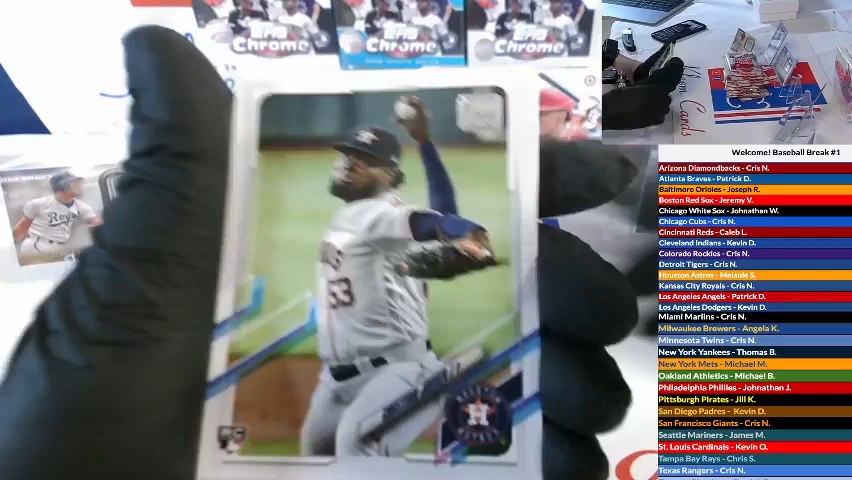 TOPPS
Chrome
Chrome
Chrome
Royals
53
RC
Cards
Welcome! Baseball Break #1
Arizona Diamondbacks - Cris N.
Atlanta Braves - Patrick D.
Baltimore Orioles - Joseph R.
Boston Red Sox - Jeremy V.
Chicago White Sox - Johnathan W.
Chicago Cubs - Cris N.
Cincinnati Reds - Caleb L.
Cleveland Indians - Kevin D.
Colorado Rockies - Cris N.
Detroit Tigers - Cris N.
Houston Astros - Melanie S.
Kansas City Royals - Cris N.
Los Angeles Angels - Patrick D.
Los Angeles Dodgers - Kevin D.
Miami Marlins - Cris N.
Milwaukee Brewers - Angela K.
Minnesota Twins - Cris N.
New York Yankees - Thomas B.
New York Mets - Michael M.
Oakland Athletics - Michael B.
Philadelphia Phillies - Johnathan J.
Pittsburgh Pirates - Jill K.
San Diego Padres - Kevin D.
San Francisco Giants - Cris N.
Seattle Mariners - James M.
St. Louis Cardinals - Kevin O.
Tampa Bay Rays - Chris S.
Texas Rangers - Cris N.